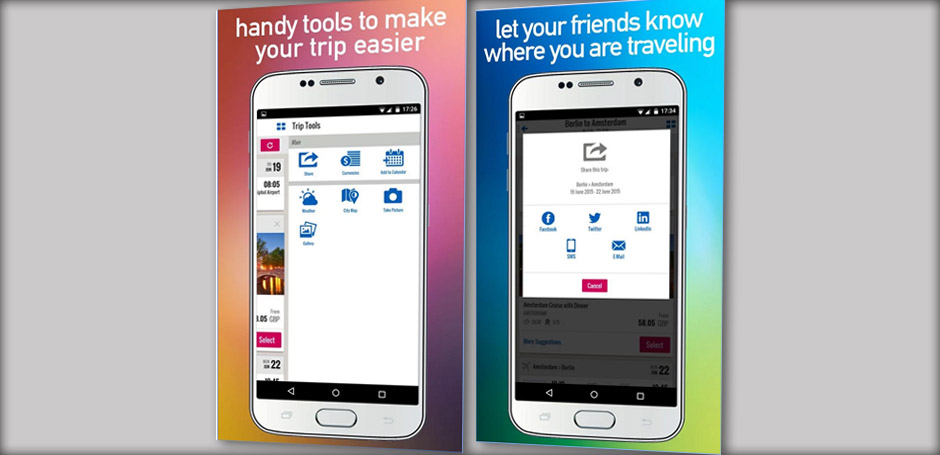 handy tools to make
your trip easier
17:26
Trip Tools
After
19
JUN
Share
Currencies
Add to Calendar
08:05
Airport
Weather
City Map
Take Picture
Gallery
From
GBP
Select
22
JUN
let your friends know
where you are traveling
17:34
Berlin to Amsterdam
Share this trip:
Berlin > Amsterdam
19 June 2015 - 22 June 2015
Facebook
Twitter
LinkedIn
SMS
E Mail
Cancel
Amsterdam Cruise with Dinner
AMSTERDAM
From
58.05 GBP
More Suggestions
Select
Amsterdam > Berlin
MON
JUN 22